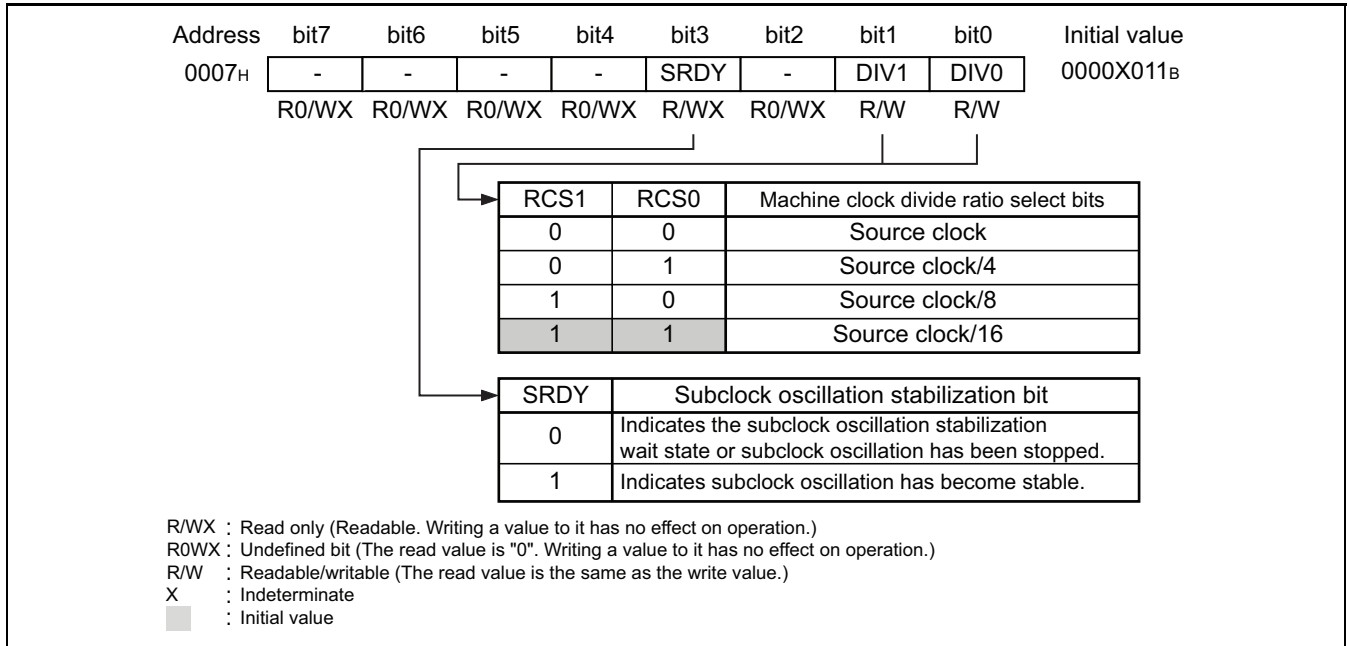 Address bit7 bit6 bit5 bit4 bit3 bit2 bit1 bit0 Initial value
0007H - - - - SRDY - DIV1 DIV0 0000X011B
R0/WX R0/WX R0/WX R0/WX R/WX R0/WX R/W R/W
RCS1 RCS0 Machine clock divide ratio select bits
0 0 Source clock
0 1 Source clock/4
1 0 Source clock/8
1 1 Source clock/16
SRDY Subclock oscillation stabilization bit
0 Indicates the subclock oscillation stabilization
wait state or subclock oscillation has been stopped.
1 Indicates subclock oscillation has become stable.
R/WX : Read only (Readable. Writing a value to it has no effect on operation.)
R0WX : Undefined bit (The read value is "0". Writing a value to it has no effect on operation.)
R/W : Readable/writable (The read value is the same as the write value.)
X : Indeterminate
: Initial value